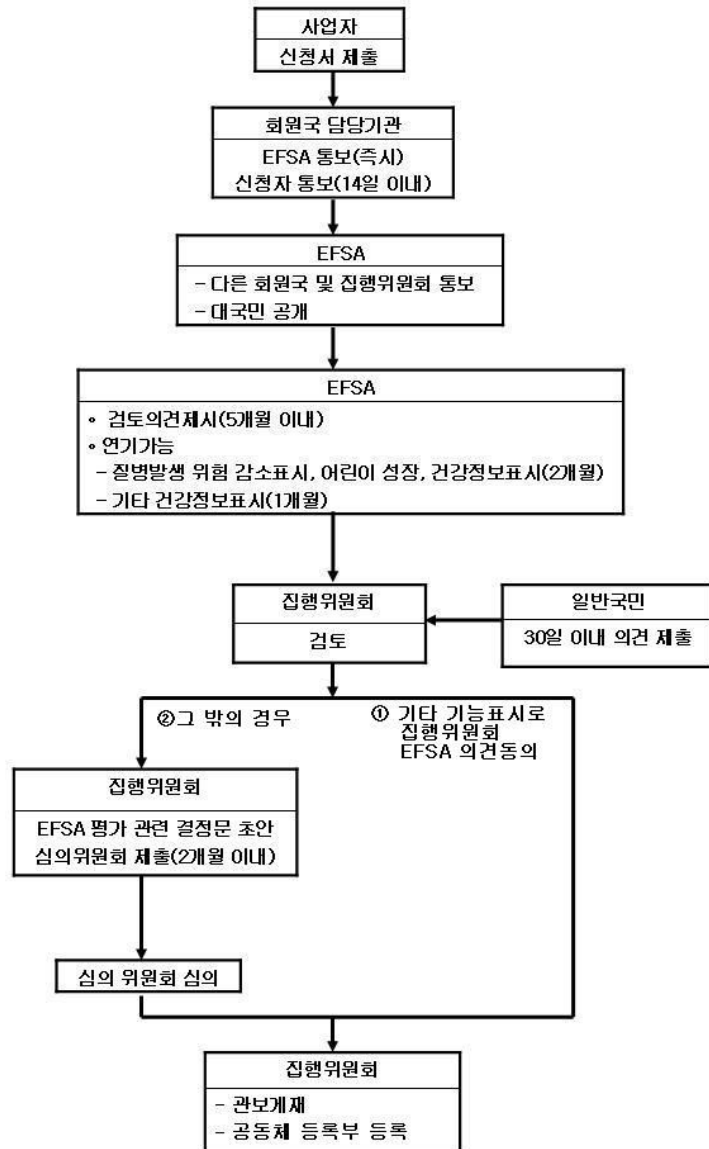 사업자
신청서 제출
회원국 담당기관
EFSA 통보(즉시)
신청자 통보(14일 이내)
EFSA
- 다른 회원국 및 집행위원회 통보
- 대국민 공개
EFSA
∘ 검토의견제시(5개월 이내)
∘ 연기가능
- 질병발생 위험 감소표시, 어린이 성장, 건강정보표시(2개월)
- 기타 건강정보표시(1개월)
집행위원회
검토
일반국민
30일 이내 의견 제출
②그 밖의 경우
① 기타 기능표시로
집행위원회
EFSA 의견동의
집행위원회
EFSA 평가 관련 결정문 초안
심의위원회 제출(2개월 이내)
심의 위원회 심의
집행위원회
- 관보게재
- 공동체 등록부 등록